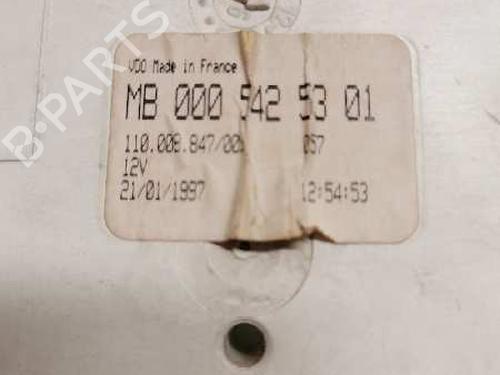 B-PARTS
VDO Made in France
MB 000 542 53 01
110.008.847/00 057
12V
21/01/1997 12:54:53